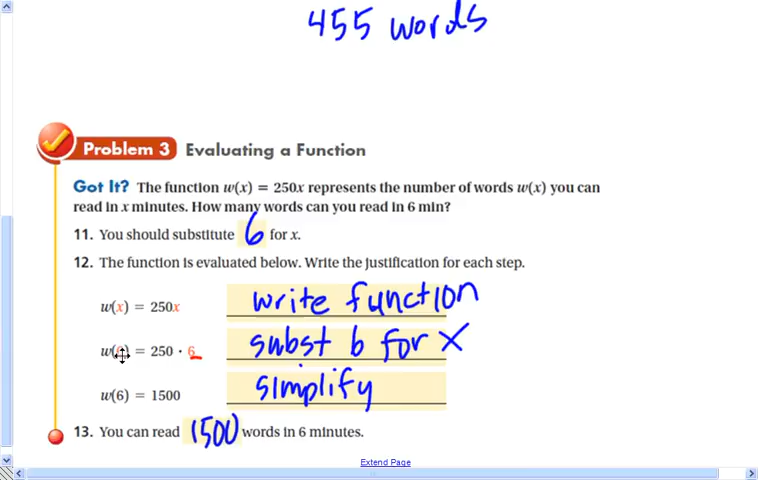 455 words
Problem 3 Evaluating a Function
Got It? The function w(x) = 250x represents the number of words w(x) you can
read in x minutes. How many words can you read in 6 min?
11. You should substitute 6 for x.
12. The function is evaluated below. Write the justification for each step.
w(x) = 250x write function
w(6) = 250 · 6 subst 6 for x
w(6) = 1500 simplify
13. You can read 1500 words in 6 minutes.
Extend Page